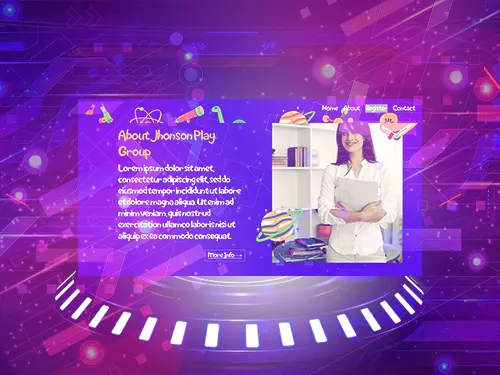 Home About Register Contact
About Jhonson Play
Group
Lorem ipsum dolor sit amet,
consectetur adipiscing elit, sed do
eiusmod tempor incididunt ut labore
et dolore magna aliqua. Ut enim ad
minim veniam, quis nostrud
exercitation ullamco laboris nisi ut
aliquip ex ea commodo consequat.
More Info →